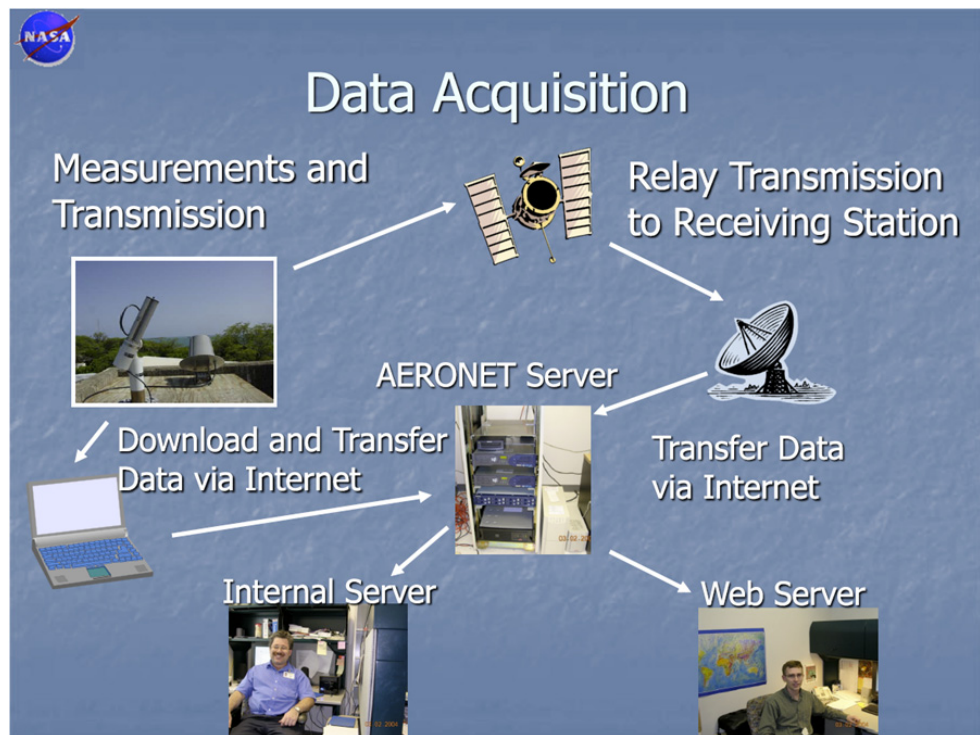 NASA
Data Acquisition
Measurements and
Transmission
Relay Transmission
to Receiving Station
AERONET Server
Download and Transfer
Data via Internet
Transfer Data
via Internet
Internal Server
Web Server